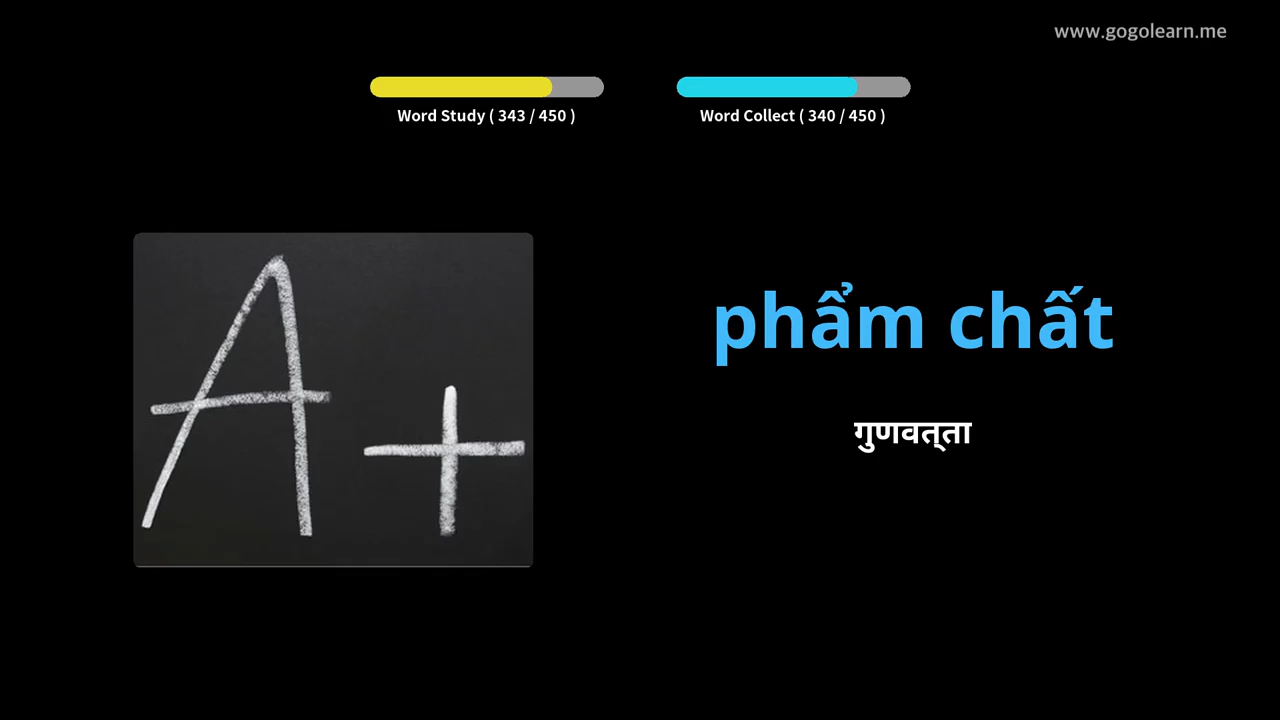 www.gogolearn.me
Word Study ( 343 / 450 )
Word Collect ( 340 / 450 )
A+
phẩm chất
गुणवत्ता